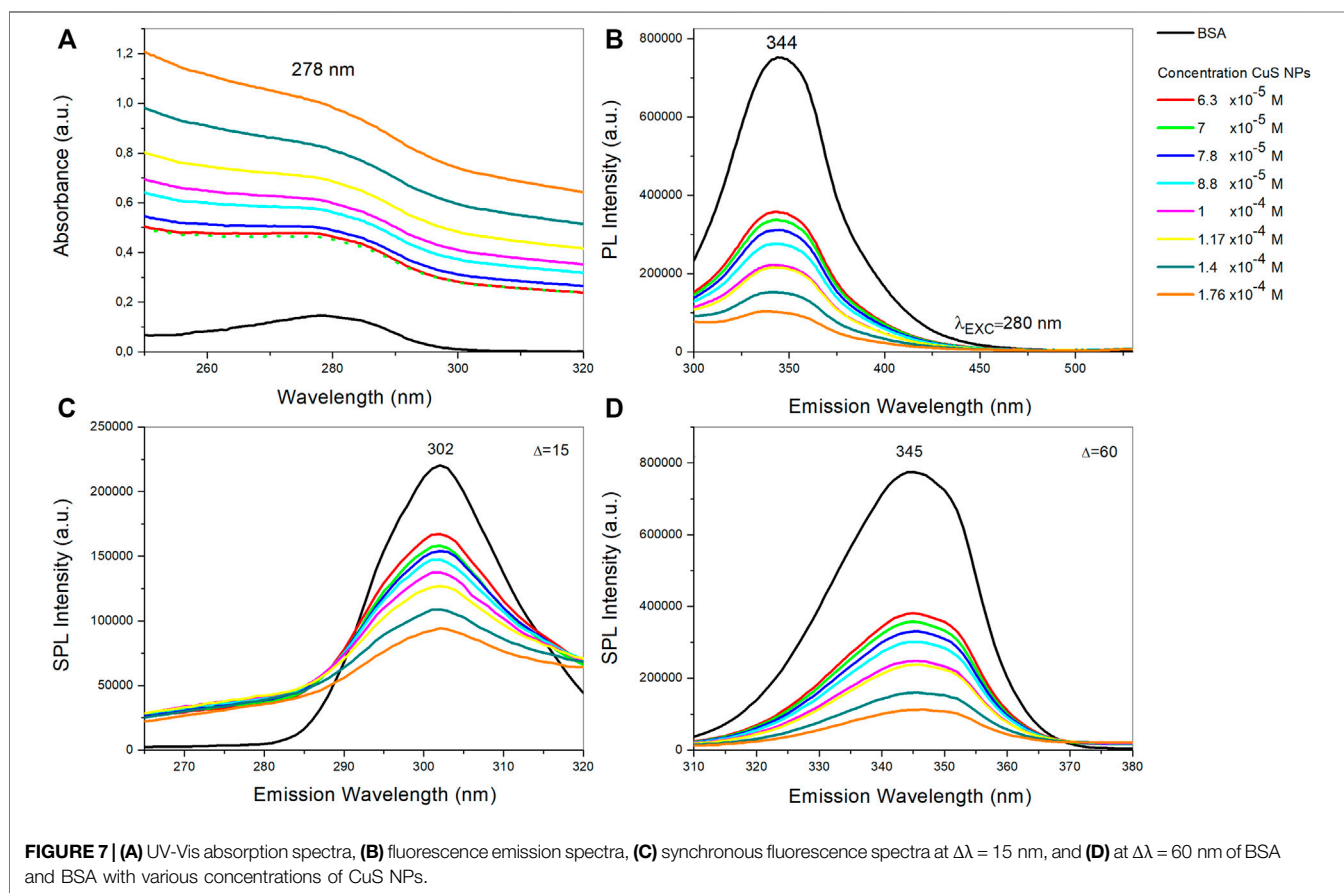 A
278 nm
1,2
1,0
0,8
0,6
0,4
0,2
0,0
Absorbance (a.u.)
260
280
300
320
Wavelength (nm)
B
344
800000
600000
400000
200000
0
PL Intensity (a.u.)
λEXC=280 nm
300
350
400
450
500
Emission Wavelength (nm)
BSA
Concentration CuS NPs
6.3 x10-5 M
7 x10-5 M
7.8 x10-5 M
8.8 x10-5 M
1 x10-4 M
1.17 x10-4 M
1.4 x10-4 M
1.76 x10-4 M
C
302
Δ=15
250000
200000
150000
100000
50000
0
SPL Intensity (a.u.)
270
280
290
300
310
320
Emission Wavelength (nm)
D
345
Δ=60
800000
600000
400000
200000
0
SPL Intensity (a.u.)
310
320
330
340
350
360
370
380
Emission Wavelength (nm)
FIGURE 7 | (A) UV-Vis absorption spectra, (B) fluorescence emission spectra, (C) synchronous fluorescence spectra at Δλ = 15 nm, and (D) at Δλ = 60 nm of BSA
and BSA with various concentrations of CuS NPs.